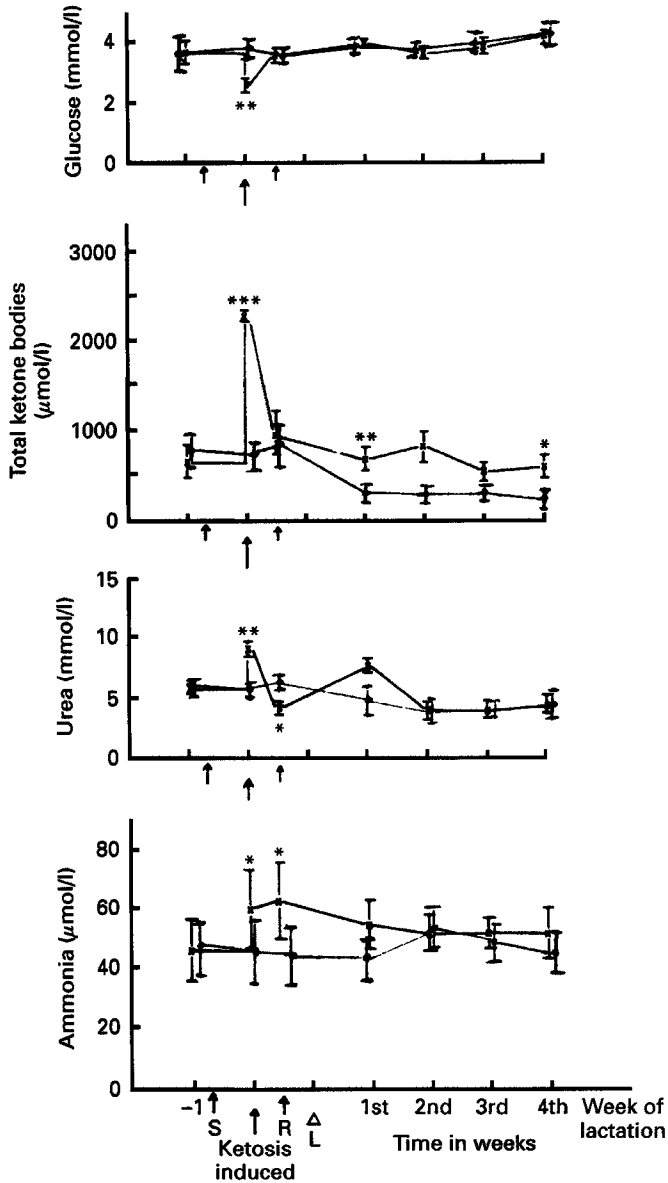 Glucose (mmol/l)
4
2
0
**
Total ketone bodies
(μmol/l)
3000
2000
1000
0
***
**
*
Urea (mmol/l)
15
10
5
0
**
*
Ammonia (μmol/l)
80
60
40
20
0
*
*
−1
S
Ketosis
induced
R
L
1st
2nd
3rd
4th
Time in weeks
Week of
lactation